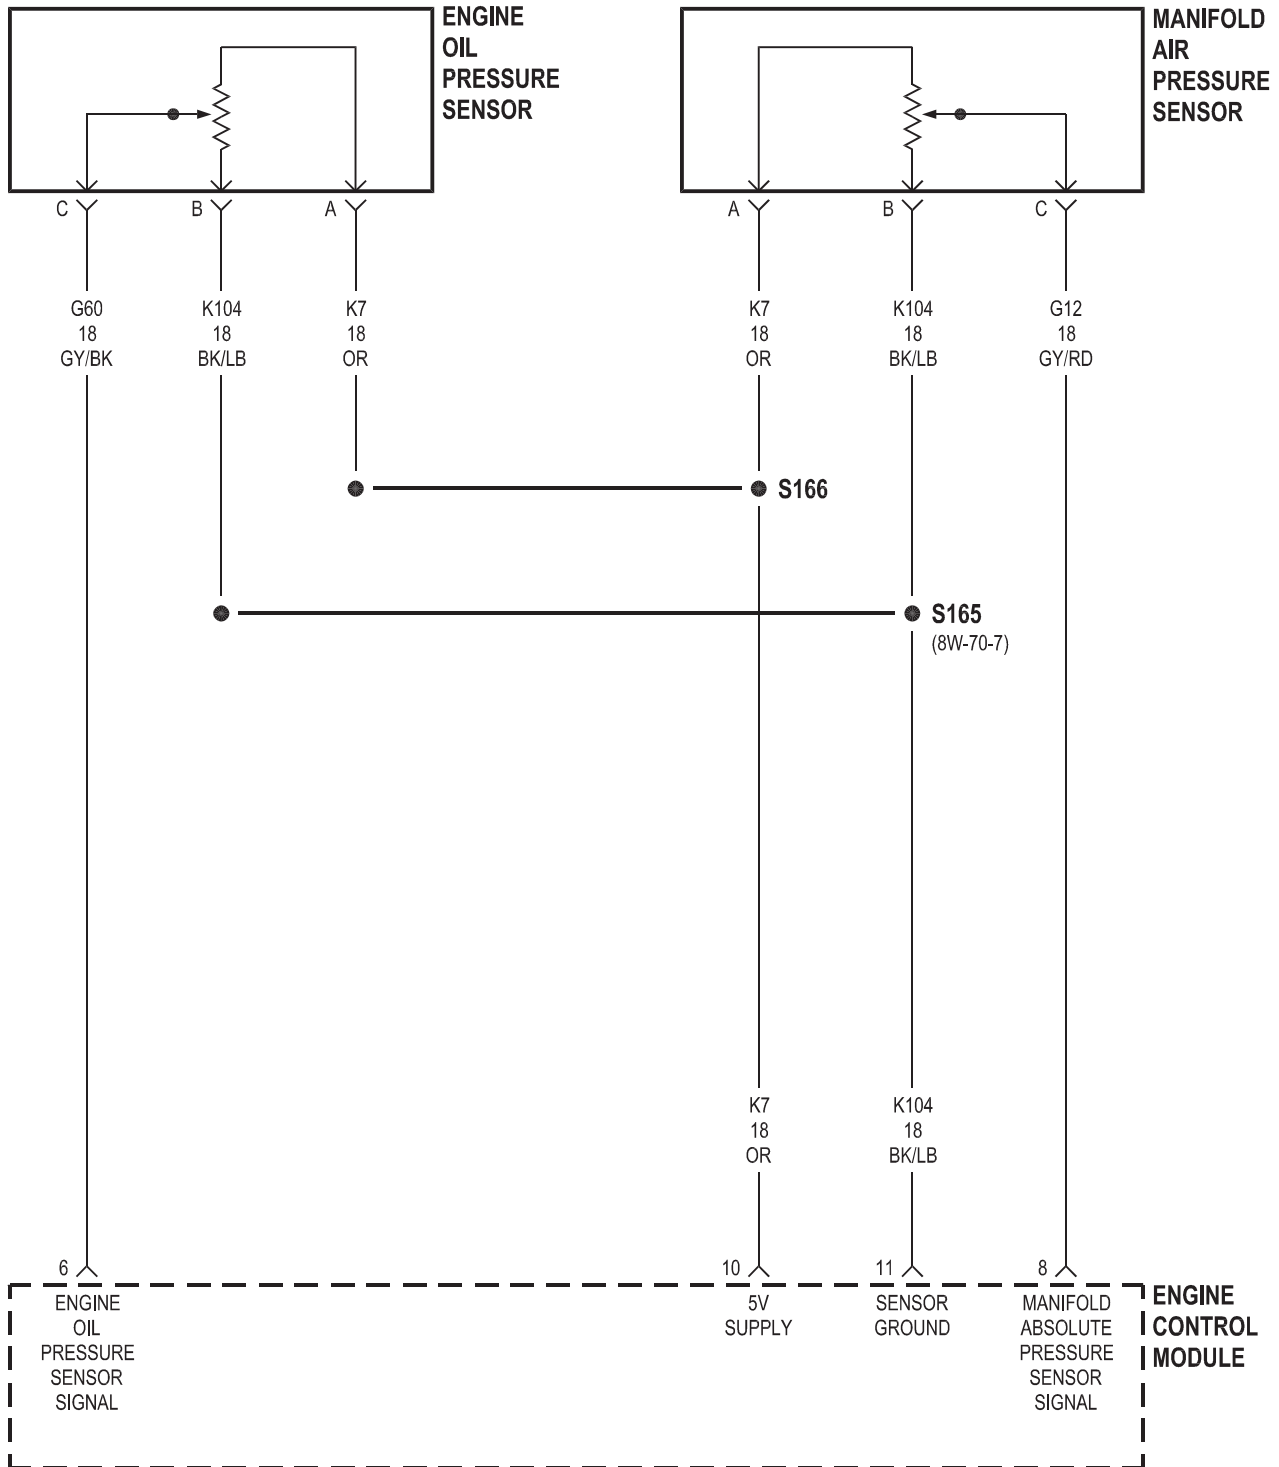 ENGINE
OIL
PRESSURE
SENSOR
MANIFOLD
AIR
PRESSURE
SENSOR
C B A A B C
G60
18
GY/BK
K104
18
BK/LB
K7
18
OR
K7
18
OR
K104
18
BK/LB
G12
18
GY/RD
S166
S165
(8W-70-7)
K7
18
OR
K104
18
BK/LB
6 10 11 8
ENGINE
OIL
PRESSURE
SENSOR
SIGNAL
5V
SUPPLY
SENSOR
GROUND
MANIFOLD
ABSOLUTE
PRESSURE
SENSOR
SIGNAL
ENGINE
CONTROL
MODULE